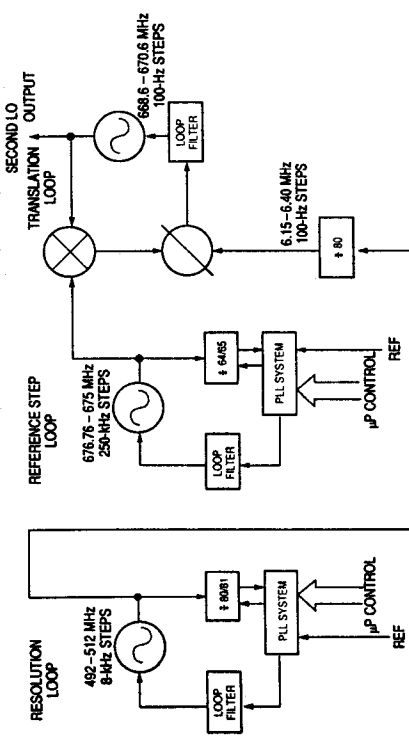 RESOLUTION
LOOP
492–512 MHz
8-kHz STEPS
LOOP
FILTER
÷ 80/81
PLL SYSTEM
REF
µP CONTROL
REFERENCE STEP
LOOP
676.76 – 675 MHz
250-kHz STEPS
LOOP
FILTER
÷ 64/65
PLL SYSTEM
µP CONTROL
REF
SECOND LO
OUTPUT
TRANSLATION
LOOP
668.6 – 670.6 MHz
100-Hz STEPS
LOOP
FILTER
6.15–6.40 MHz
100-Hz STEPS
÷ 80